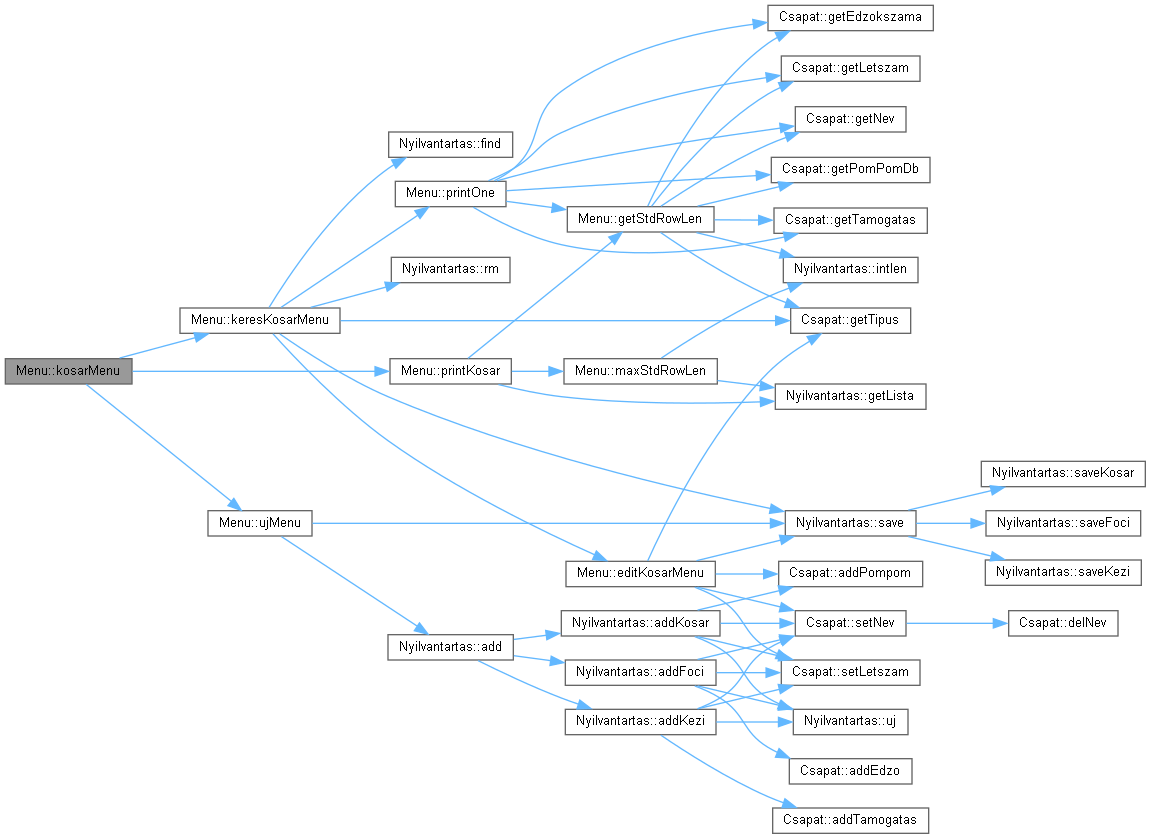 Csapat::getEdzokszama
Csapat::getLetszam
Csapat::getNev
Nyilvantartas::find
Csapat::getPomPomDb
Menu::printOne
Menu::getStdRowLen
Csapat::getTamogatas
Nyilvantartas::rm
Nyilvantartas::intlen
Menu::keresKosarMenu
Csapat::getTipus
Menu::kosarMenu
Menu::printKosar
Menu::maxStdRowLen
Nyilvantartas::getLista
Nyilvantartas::saveKosar
Menu::ujMenu
Nyilvantartas::save
Nyilvantartas::saveFoci
Menu::editKosarMenu
Csapat::addPompom
Nyilvantartas::saveKezi
Nyilvantartas::addKosar
Csapat::setNev
Csapat::delNev
Nyilvantartas::add
Nyilvantartas::addFoci
Csapat::setLetszam
Nyilvantartas::addKezi
Nyilvantartas::uj
Csapat::addEdzo
Csapat::addTamogatas